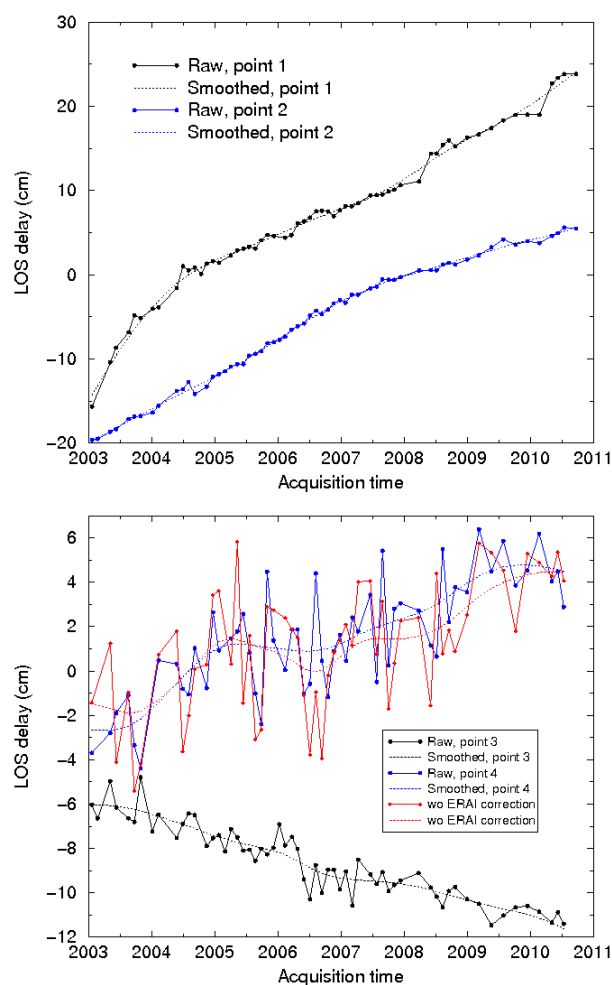 30
20
10
0
−10
−20
LOS delay (cm)
Raw, point 1
Smoothed, point 1
Raw, point 2
Smoothed, point 2
2003 2004 2005 2006 2007 2008 2009 2010 2011
Acquisition time
6
4
2
0
−2
−4
−6
−8
−10
−12
LOS delay (cm)
Raw, point 3
Smoothed, point 3
Raw, point 4
Smoothed, point 4
wo ERAI correction
wo ERAI correction
2003 2004 2005 2006 2007 2008 2009 2010 2011
Acquisition time